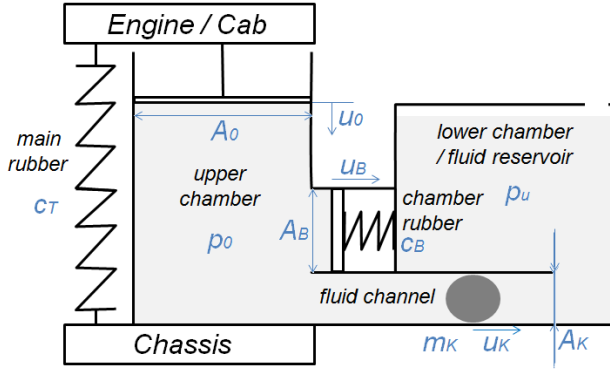 Engine / Cab
main
rubber
cT
A0
u0
upper
chamber
p0
uB
AB
lower chamber
/ fluid reservoir
pu
chamber
rubber
cB
fluid channel
mK
uK
AK
Chassis